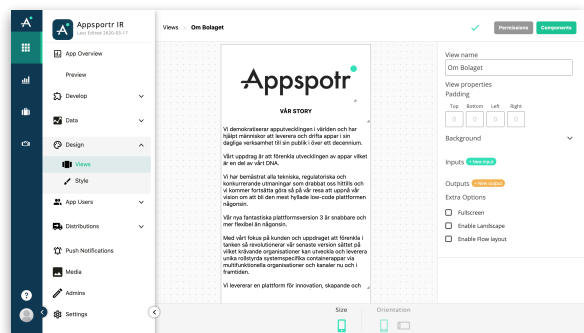 Appspotr IR
Last Edited 2020-03-17
Views
Om Bolaget
Permissions
Components
App Overview
Preview
Develop
Data
Design
Views
Style
App Users
Distributions
Push Notifications
Media
Admins
Settings
?
Appspotr
VÅR STORY
Vi demokratiserar apputvecklingen i världen och har
hjälpt människor att leverera och drifta appar i sin
dagliga verksamhet till sin publik i över ett decennium.
Vårt uppdrag är att förenkla utvecklingen av appar vilket
är en del av vårt DNA.
Vi har bemästrat alla tekniska, regulatoriska och
konkurrerande utmaningar som drabbat oss hittills och
vi kommer fortsätta göra så på vår resa att uppnå vår
vision om att bli den mest hyllade low-code plattformen
någonsin.
Vår nya fantastiska plattformsversion 3 är snabbare och
mer flexibel än någonsin.
Med vårt fokus på kunden och uppdraget att förenkla i
tanken så revolutionerar vår senaste version sättet på
vilket krävande organisationer kan utveckla och leverera
unika rollstyrda systemspecifika containerappar via
multifunktionella organisationer och kanaler nu och i
framtiden.
Vi levererar en plattform för innovation, skapande och
Size
Orientation
View name
Om Bolaget
View properties
Padding
Top Bottom Left Right
0 0 0 0
Background
Inputs + New input
Outputs + New output
Extra Options
Fullscreen
Enable Landscape
Enable Flow layout